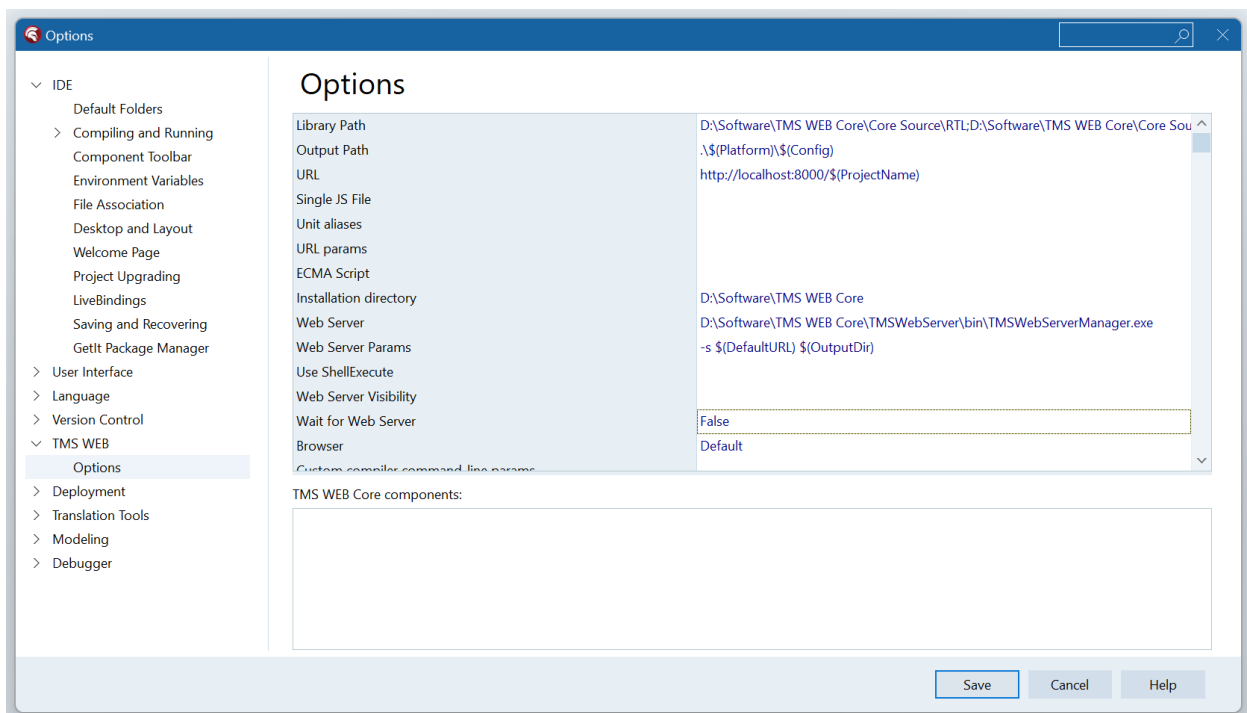 Options
IDE
Default Folders
Compiling and Running
Component Toolbar
Environment Variables
File Association
Desktop and Layout
Welcome Page
Project Upgrading
LiveBindings
Saving and Recovering
GetIt Package Manager
User Interface
Language
Version Control
TMS WEB
Options
Deployment
Translation Tools
Modeling
Debugger
Options
Library Path D:\Software\TMS WEB Core\Core Source\RTL;D:\Software\TMS WEB Core\Core Sou
Output Path .\$(Platform)\$(Config)
URL http://localhost:8000/$(ProjectName)
Single JS File
Unit aliases
URL params
ECMA Script
Installation directory D:\Software\TMS WEB Core
Web Server D:\Software\TMS WEB Core\TMSWebServer\bin\TMSWebServerManager.exe
Web Server Params -s $(DefaultURL) $(OutputDir)
Use ShellExecute
Web Server Visibility
Wait for Web Server False
Browser Default
Custom compiler command-line params
TMS WEB Core components:
Save Cancel Help